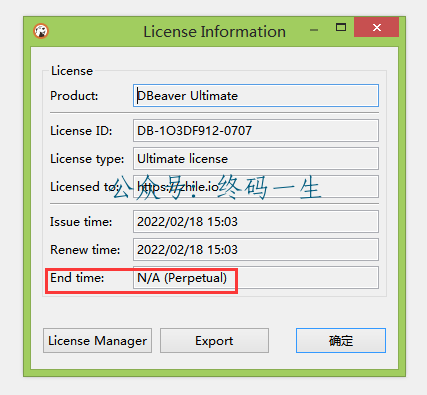 License Information
License
Product: DBeaver Ultimate
License ID: DB-1O3DF912-0707
License type: Ultimate license
Licensed to: https://zhile.io
公众号：终码一生
Issue time: 2022/02/18 15:03
Renew time: 2022/02/18 15:03
End time: N/A (Perpetual)
License Manager Export 确定